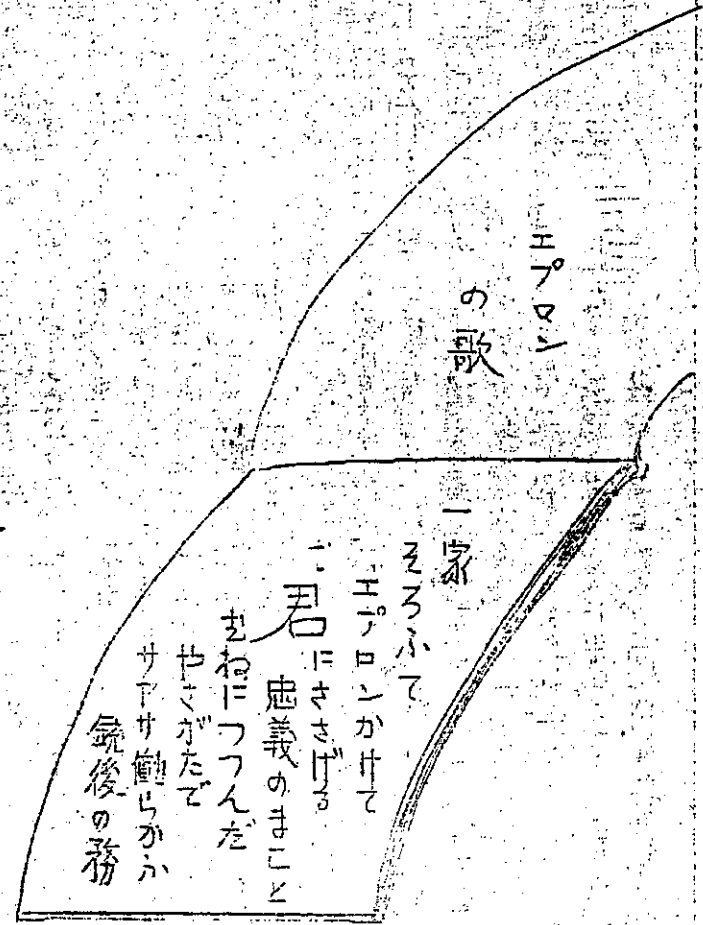 エプロン
の歌
一家
そろふて
エプロンかけて
君にささげる
忠義のまこと
むねにつつんだ
やさがたで
サアサ働らかふ
銃後の務